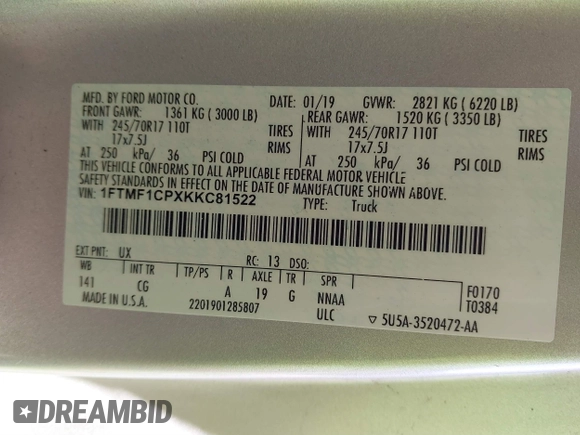 MFD. BY FORD MOTOR CO. DATE: 01/19 GVWR: 2821 KG ( 6220 LB)
FRONT GAWR: 1361 KG ( 3000 LB) REAR GAWR: 1520 KG ( 3350 LB)
WITH 245/70R17 110T TIRES WITH 245/70R17 110T TIRES
17x7.5J RIMS 17x7.5J RIMS
AT 250 kPa/ 36 PSI COLD AT 250 kPa/ 36 PSI COLD
THIS VEHICLE CONFORMS TO ALL APPLICABLE FEDERAL MOTOR VEHICLE
SAFETY STANDARDS IN EFFECT ON THE DATE OF MANUFACTURE SHOWN ABOVE.
VIN: 1FTMF1CPXKKC81522 TYPE: Truck
EXT PNT: UX RC: 13 DSO:
WB INT TR TP/PS R AXLE TR SPR F0170
141 CG A 19 G NNAA T0384
MADE IN U.S.A. 2201901285807 ULC ▽ 5U5A-3520472-AA
DREAMBID